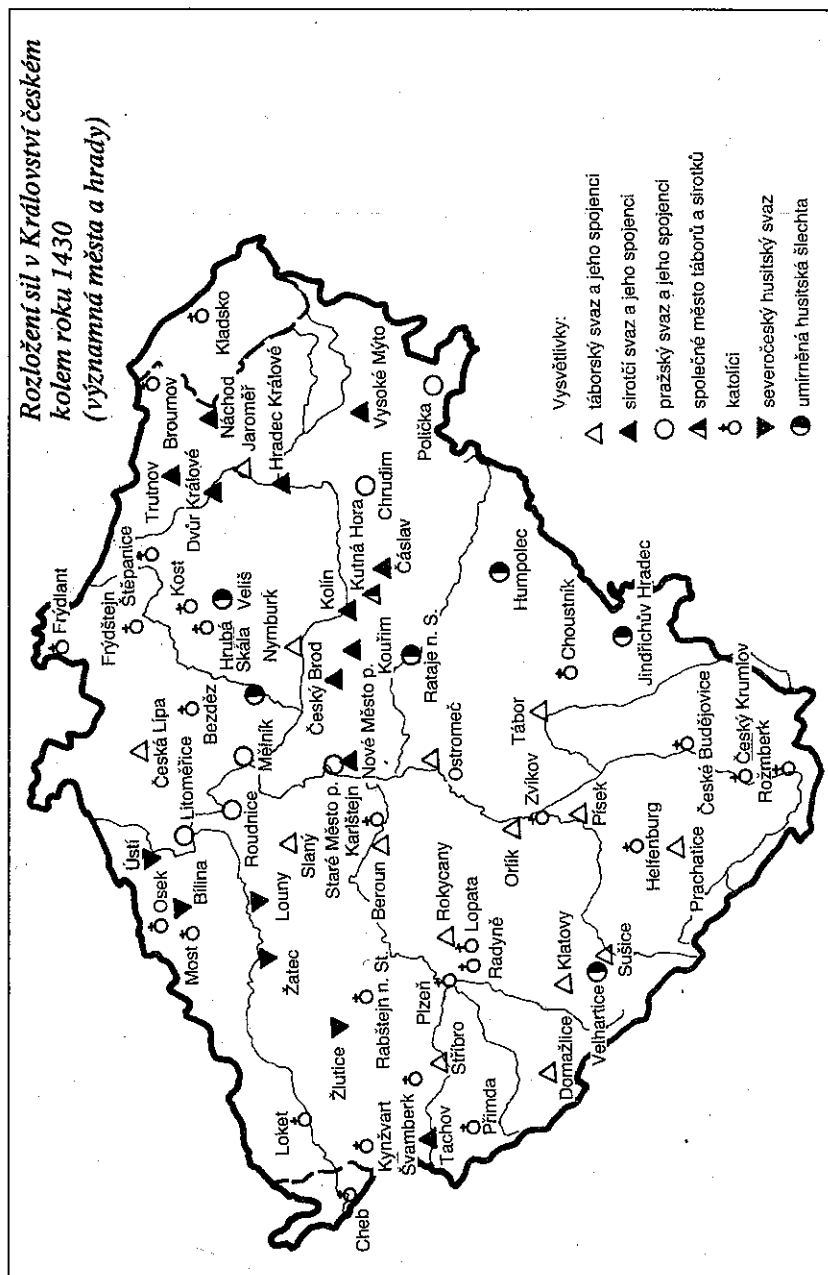 Rozložení sil v Království českém
kolem roku 1430
(významná města a hrady)
Frýdlant
Frýdštejn
Štěpanice
Kost
Hrubá
Skála
Veliš
Trutnov
Dvůr Králové
Broumov
Náchod
Jaroměř
Hradec Králové
Kladsko
Vysoké Mýto
Polička
Chrudim
Česká Lípa
Bezděz
Litoměřice
Mělník
Roudnice
Nymburk
Český Brod
Kolín
Kutná Hora
Čáslav
Kouřim
Nové Město p.
Staré Město p.
Karlštejn
Slaný
Beroun
Ústí
Osek
Bílina
Most
Louny
Žatec
Žlutice
Rabštejn n. St.
Loket
Kynžvart
Cheb
Švamberk
Tachov
Přimda
Stříbro
Plzeň
Rokycany
Lopata
Radyně
Domažlice
Klatovy
Velhartice
Sušice
Rataje n. S.
Ostromeč
Humpolec
Tábor
Choustník
Jindřichův Hradec
Zvíkov
Orlík
Písek
Helfenburg
Prachatice
České Budějovice
Český Krumlov
Rožmberk
Vysvětlivky:
táborský svaz a jeho spojenci
sirotčí svaz a jeho spojenci
pražský svaz a jeho spojenci
společné město táborů a sirotků
katolíci
severočeský husitský svaz
umírněná husitská šlechta